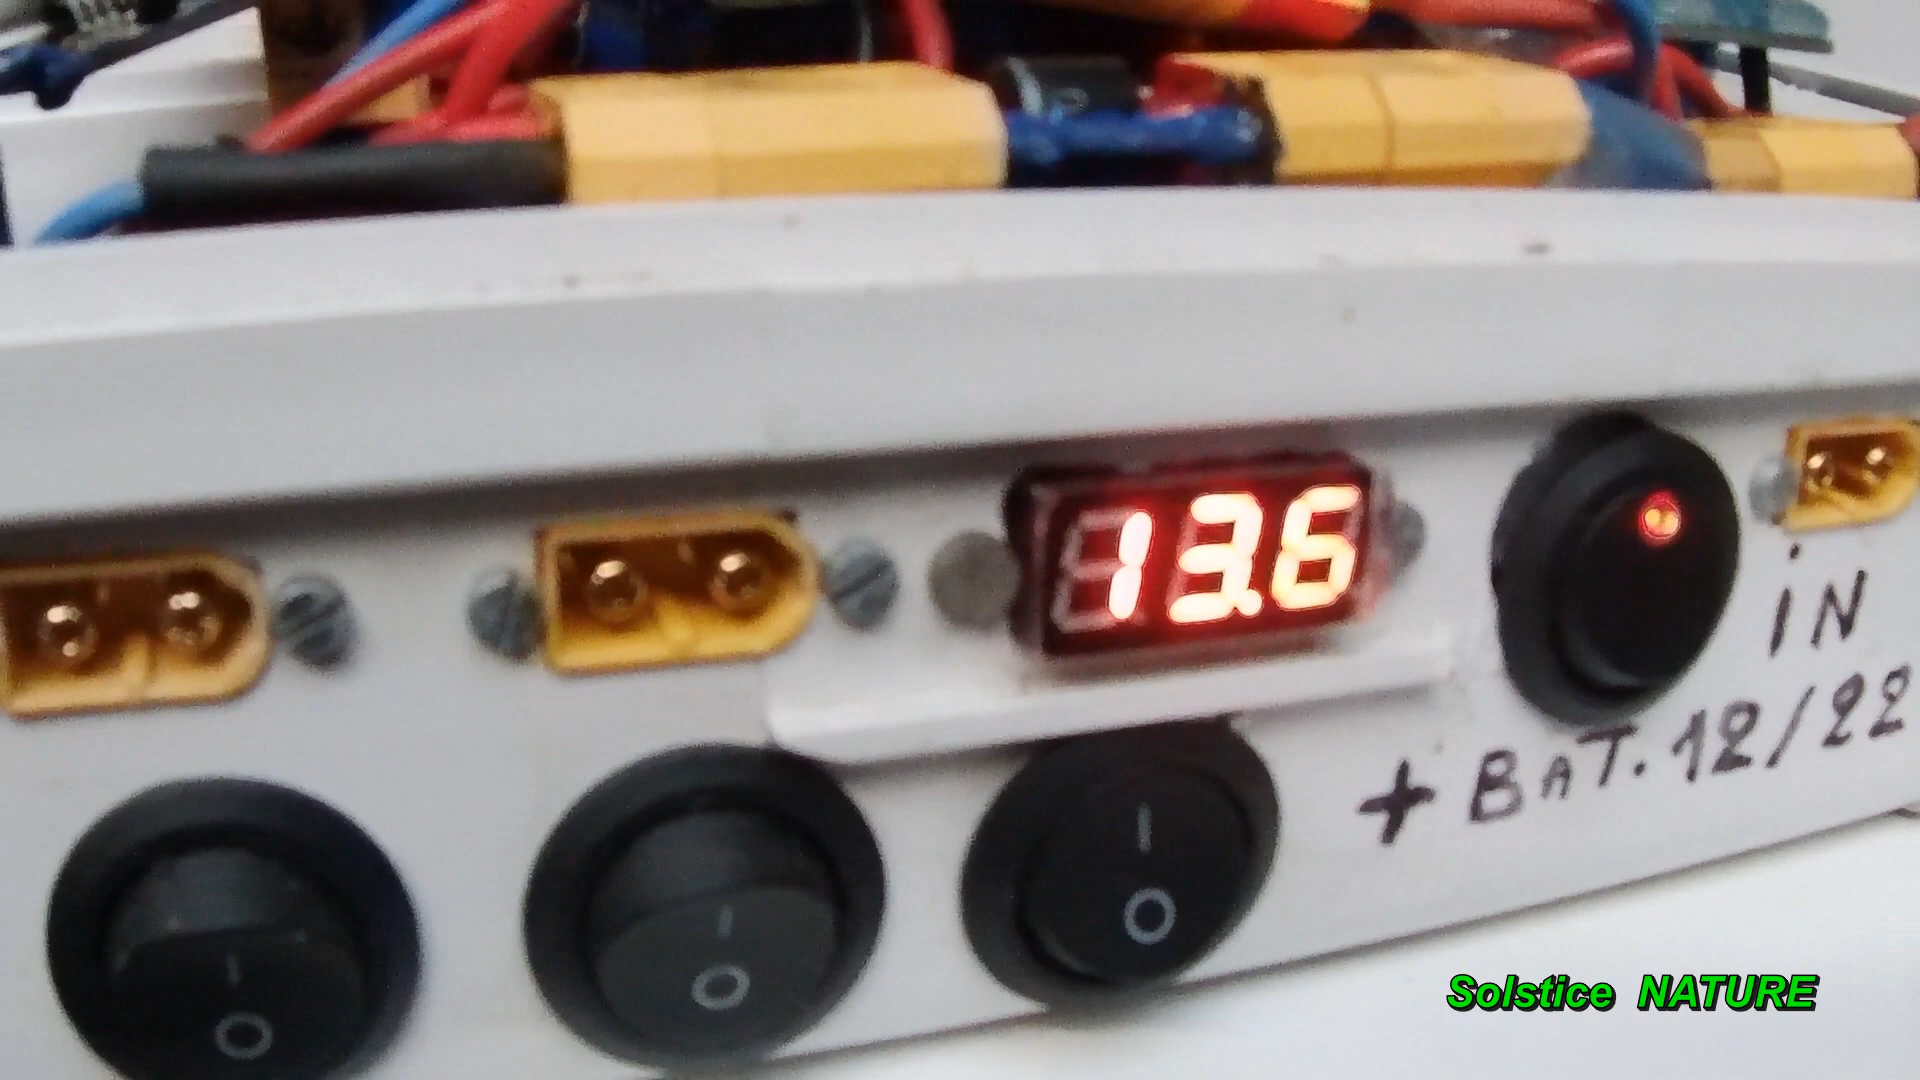 13.6
iN
+ BAT. 12/22
I
O
I
O
I
O
Solstice NATURE